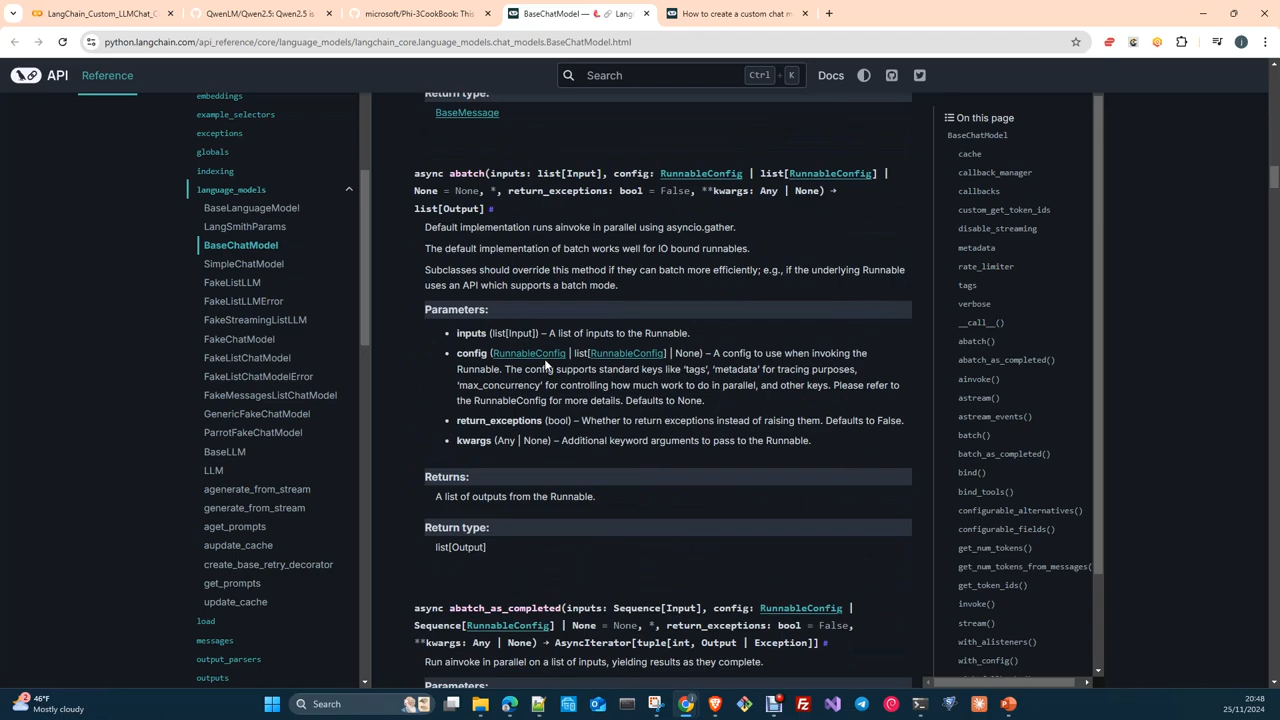 LangChain_Custom_LLMChat_C
QwenLM/Qwen2.5: Qwen2.5 is
microsoft/Phi-3CookBook: This
BaseChatModel — 🦜🔗 Lang
How to create a custom chat m
python.langchain.com/api_reference/core/language_models/langchain_core.language_models.chat_models.BaseChatModel.html
API
Reference
Search
Ctrl + K
Docs
embeddings
example_selectors
exceptions
globals
indexing
language_models
BaseLanguageModel
LangSmithParams
BaseChatModel
SimpleChatModel
FakeListLLM
FakeListLLMError
FakeStreamingListLLM
FakeChatModel
FakeListChatModel
FakeListChatModelError
FakeMessagesListChatModel
GenericFakeChatModel
ParrotFakeChatModel
BaseLLM
LLM
agenerate_from_stream
generate_from_stream
aget_prompts
aupdate_cache
create_base_retry_decorator
get_prompts
update_cache
load
messages
output_parsers
outputs
Return type:
BaseMessage
async abatch(inputs: list[Input], config: RunnableConfig | list[RunnableConfig] |
None = None, *, return_exceptions: bool = False, **kwargs: Any | None) →
list[Output] #
Default implementation runs ainvoke in parallel using asyncio.gather.
The default implementation of batch works well for IO bound runnables.
Subclasses should override this method if they can batch more efficiently; e.g., if the underlying Runnable
uses an API which supports a batch mode.
Parameters:
• inputs (list[Input]) – A list of inputs to the Runnable.
• config (RunnableConfig | list[RunnableConfig] | None) – A config to use when invoking the
Runnable. The config supports standard keys like ‘tags’, ‘metadata’ for tracing purposes,
‘max_concurrency’ for controlling how much work to do in parallel, and other keys. Please refer to
the RunnableConfig for more details. Defaults to None.
• return_exceptions (bool) – Whether to return exceptions instead of raising them. Defaults to False.
• kwargs (Any | None) – Additional keyword arguments to pass to the Runnable.
Returns:
A list of outputs from the Runnable.
Return type:
list[Output]
async abatch_as_completed(inputs: Sequence[Input], config: RunnableConfig |
Sequence[RunnableConfig] | None = None, *, return_exceptions: bool = False,
**kwargs: Any | None) → AsyncIterator[tuple[int, Output | Exception]] #
Run ainvoke in parallel on a list of inputs, yielding results as they complete.
Parameters:
On this page
BaseChatModel
cache
callback_manager
callbacks
custom_get_token_ids
disable_streaming
metadata
rate_limiter
tags
verbose
__call__()
abatch()
abatch_as_completed()
ainvoke()
astream()
astream_events()
batch()
batch_as_completed()
bind()
bind_tools()
configurable_alternatives()
configurable_fields()
get_num_tokens()
get_num_tokens_from_messages(
get_token_ids()
invoke()
stream()
with_alisteners()
with_config()
2
46°F
Mostly cloudy
Search
20:48
25/11/2024